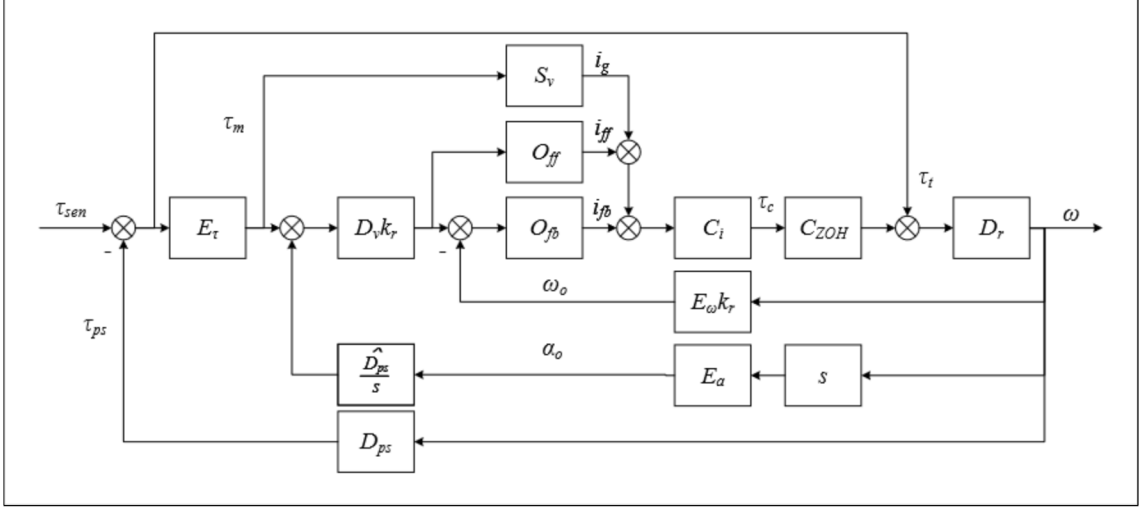 S_v
i_g
τ_m
O_ff
i_ff
τ_sen
-
E_τ
D_v k_r
-
O_fb
i_fb
C_i
τ_c
C_ZOH
τ_t
D_r
ω
ω_o
E_ω k_r
τ_ps
D̂_ps
s
α_o
E_a
s
D_ps